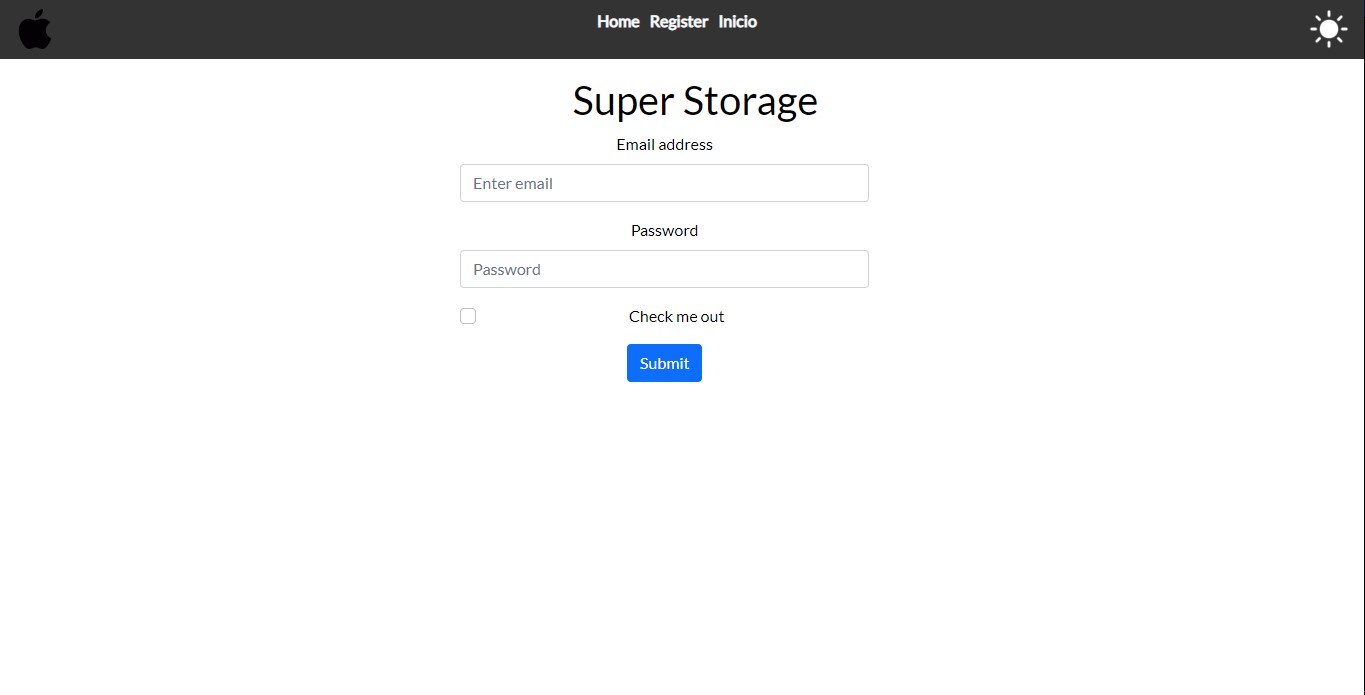 Home Register Inicio
Super Storage
Email address
Enter email
Password
Password
Check me out
Submit